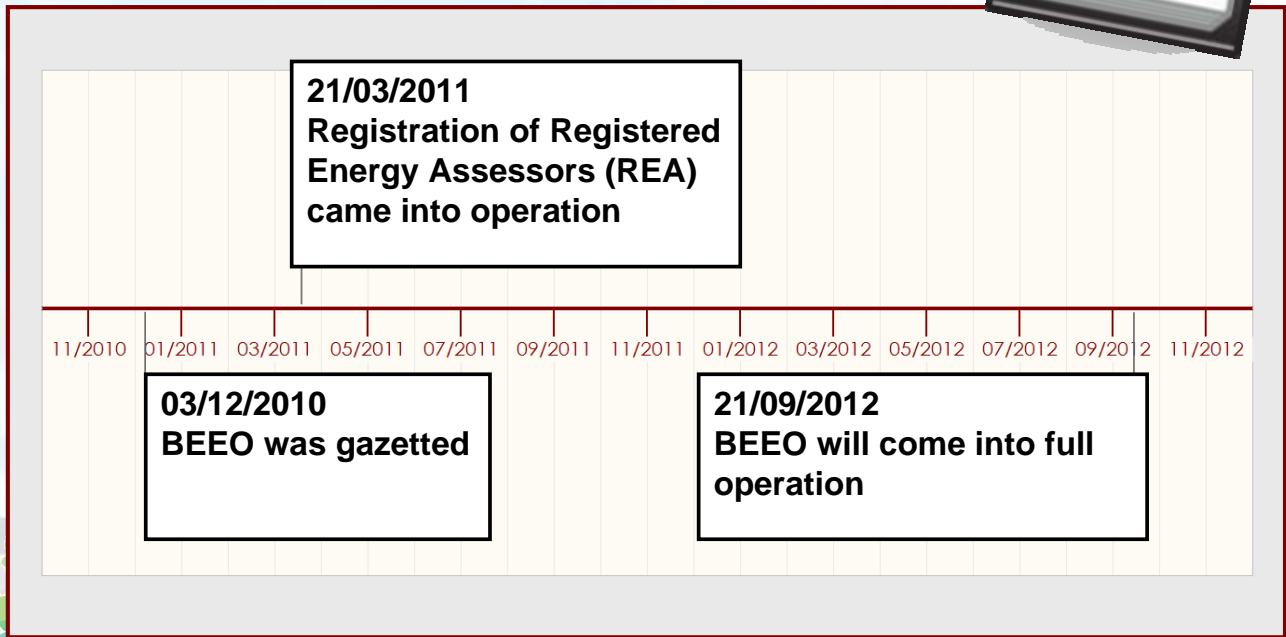 21/03/2011
Registration of Registered
Energy Assessors (REA)
came into operation
11/2010 01/2011 03/2011 05/2011 07/2011 09/2011 11/2011 01/2012 03/2012 05/2012 07/2012 09/2012 11/2012
03/12/2010
BEEO was gazetted
21/09/2012
BEEO will come into full
operation